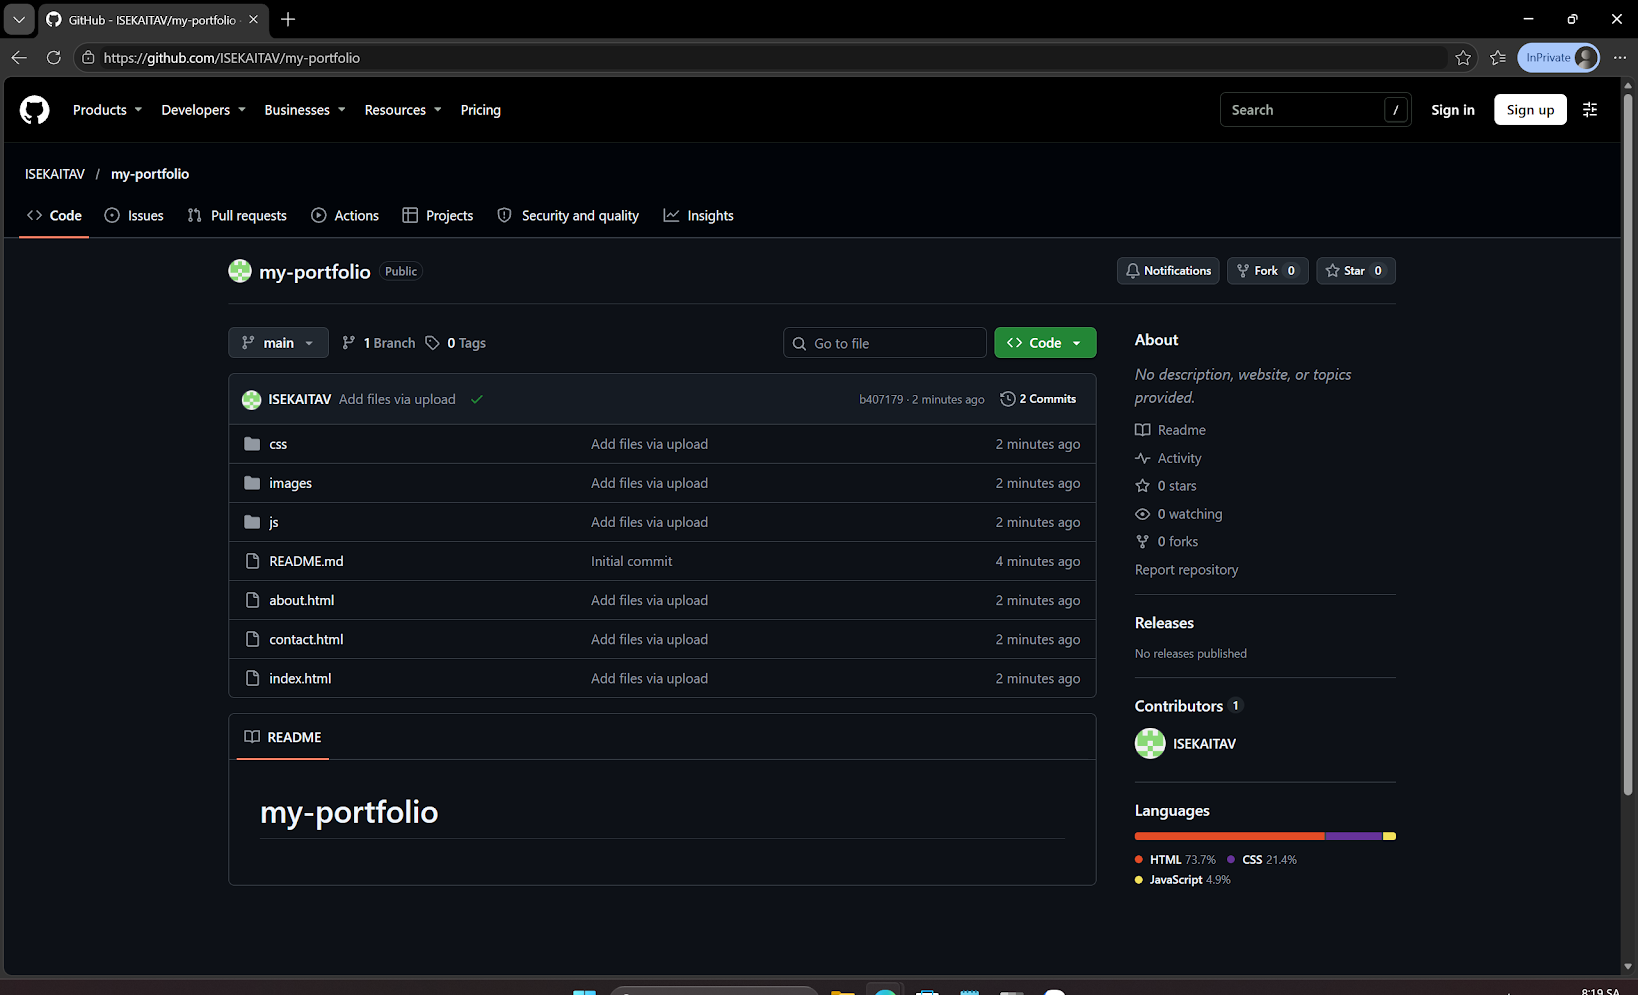 GitHub - ISEKAITAV/my-portfolio
https://github.com/ISEKAITAV/my-portfolio
InPrivate
Products
Developers
Businesses
Resources
Pricing
Search
/
Sign in
Sign up
ISEKAITAV / my-portfolio
Code
Issues
Pull requests
Actions
Projects
Security and quality
Insights
my-portfolio
Public
Notifications
Fork 0
Star 0
main
1 Branch
0 Tags
Go to file
Code
ISEKAITAV Add files via upload
b407179 · 2 minutes ago
2 Commits
css Add files via upload 2 minutes ago
images Add files via upload 2 minutes ago
js Add files via upload 2 minutes ago
README.md Initial commit 4 minutes ago
about.html Add files via upload 2 minutes ago
contact.html Add files via upload 2 minutes ago
index.html Add files via upload 2 minutes ago
README
my-portfolio
About
No description, website, or topics
provided.
Readme
Activity
0 stars
0 watching
0 forks
Report repository
Releases
No releases published
Contributors 1
ISEKAITAV
Languages
HTML 73.7% CSS 21.4%
JavaScript 4.9%
8:19 SA